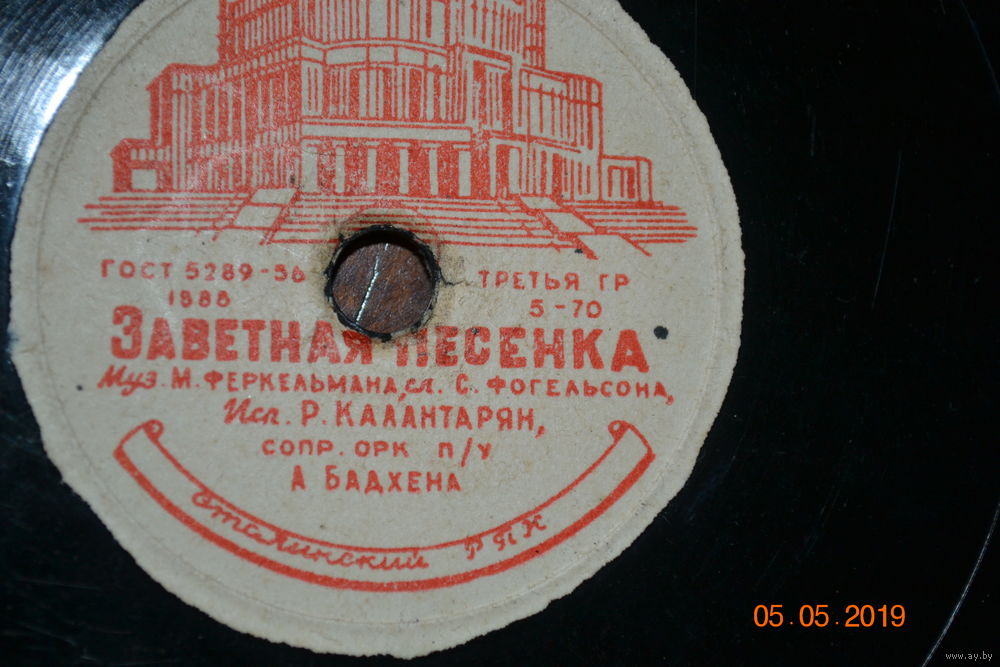 ГОСТ 5289-56 ТРЕТЬЯ ГР
1888 5-70
ЗАВЕТНАЯ ПЕСЕНКА
Муз. М. ФЕРКЕЛЬМАНА, сл. С. ФОГЕЛЬСОНА,
Исп. Р. КАЛАНТАРЯН,
СОПР. ОРК П/У
А БАДХЕНА
Сталинский РПК
05.05.2019
www.ay.by